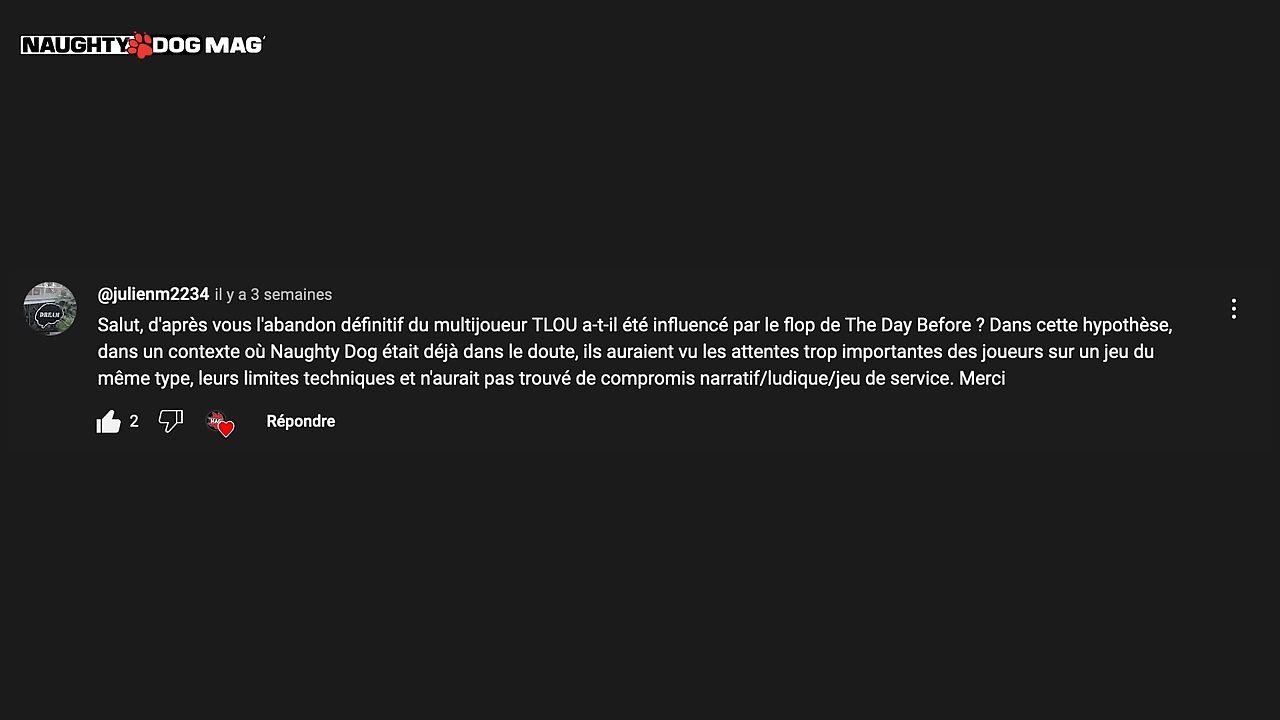 NAUGHTY DOG MAG'
@julienm2234 il y a 3 semaines
Salut, d'après vous l'abandon définitif du multijoueur TLOU a-t-il été influencé par le flop de The Day Before ? Dans cette hypothèse,
dans un contexte où Naughty Dog était déjà dans le doute, ils auraient vu les attentes trop importantes des joueurs sur un jeu du
même type, leurs limites techniques et n'aurait pas trouvé de compromis narratif/ludique/jeu de service. Merci
2 Répondre
DREAM
MAG'